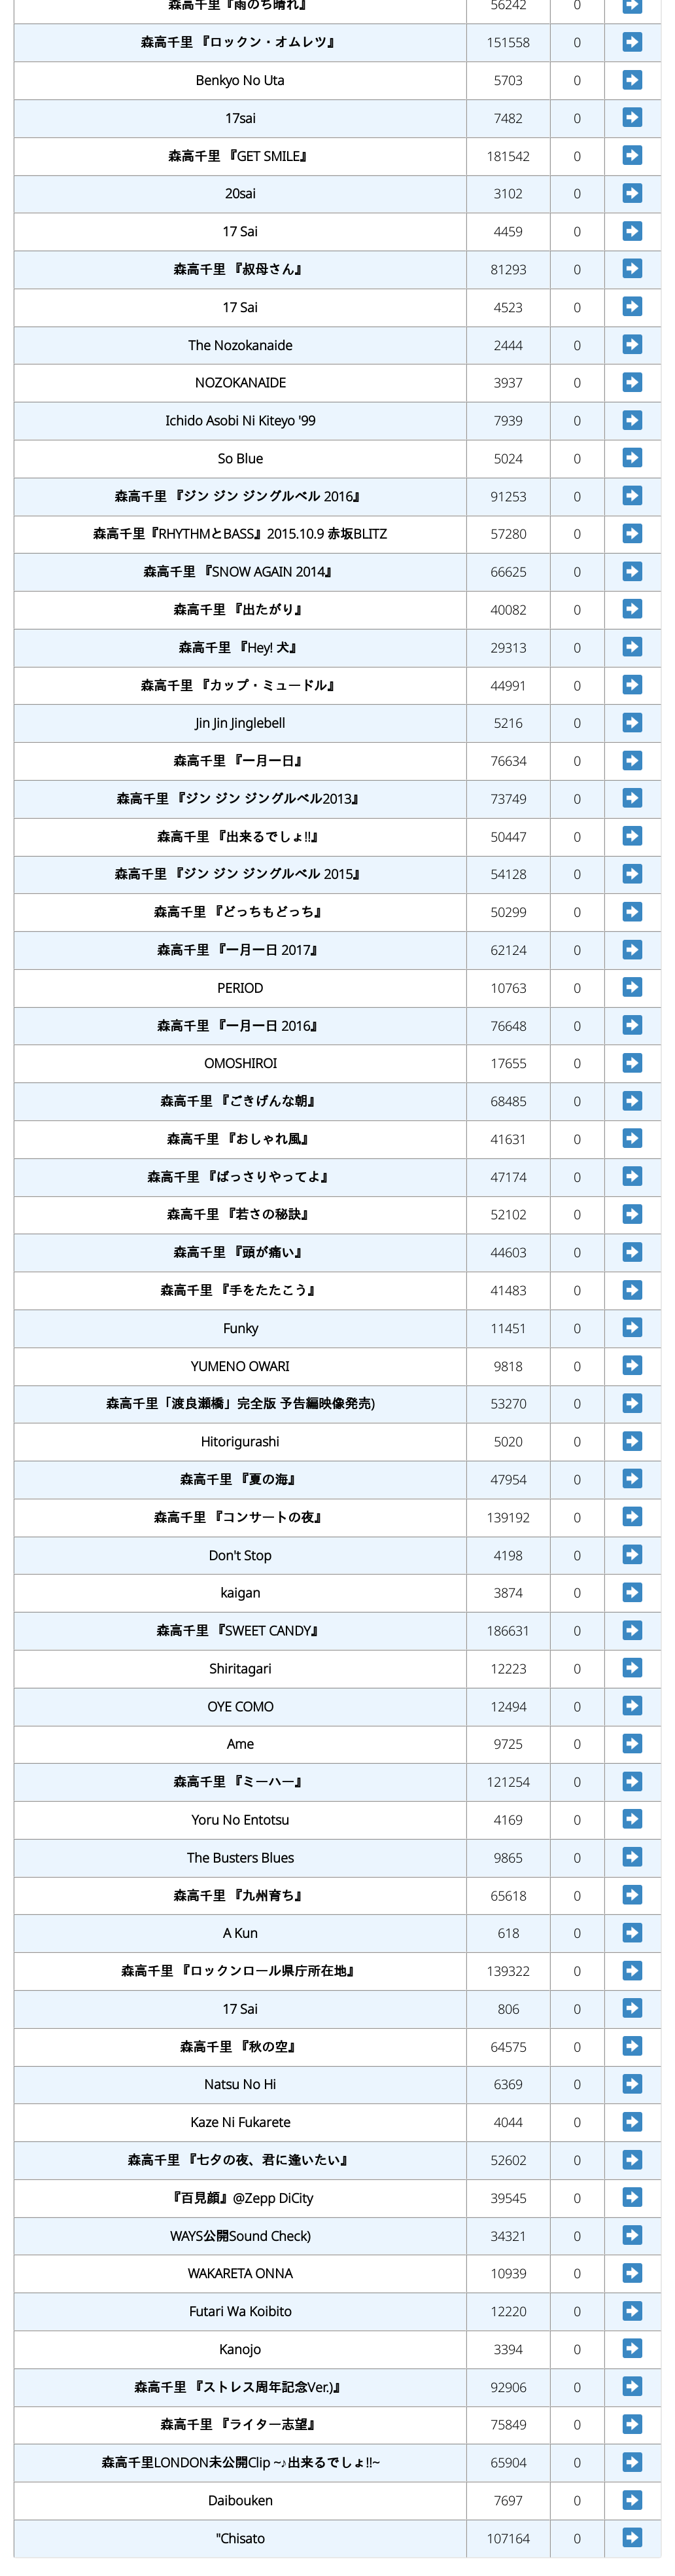 森高千里『雨のち晴れ』 56242 0
森高千里 『ロックン・オムレツ』 151558 0
Benkyo No Uta 5703 0
17sai 7482 0
森高千里 『GET SMILE』 181542 0
20sai 3102 0
17 Sai 4459 0
森高千里 『叔母さん』 81293 0
17 Sai 4523 0
The Nozokanaide 2444 0
NOZOKANAIDE 3937 0
Ichido Asobi Ni Kiteyo '99 7939 0
So Blue 5024 0
森高千里 『ジン ジン ジングルベル 2016』 91253 0
森高千里『RHYTHMとBASS』2015.10.9 赤坂BLITZ 57280 0
森高千里 『SNOW AGAIN 2014』 66625 0
森高千里 『出たがり』 40082 0
森高千里 『Hey! 犬』 29313 0
森高千里 『カップ・ミュードル』 44991 0
Jin Jin Jinglebell 5216 0
森高千里 『一月一日』 76634 0
森高千里 『ジン ジン ジングルベル2013』 73749 0
森高千里 『出来るでしょ!!』 50447 0
森高千里 『ジン ジン ジングルベル 2015』 54128 0
森高千里 『どっちもどっち』 50299 0
森高千里 『一月一日 2017』 62124 0
PERIOD 10763 0
森高千里 『一月一日 2016』 76648 0
OMOSHIROI 17655 0
森高千里 『ごきげんな朝』 68485 0
森高千里 『おしゃれ風』 41631 0
森高千里 『ばっさりやってよ』 47174 0
森高千里 『若さの秘訣』 52102 0
森高千里 『頭が痛い』 44603 0
森高千里 『手をたたこう』 41483 0
Funky 11451 0
YUMENO OWARI 9818 0
森高千里「渡良瀬橋」完全版 予告編映像発売) 53270 0
Hitorigurashi 5020 0
森高千里 『夏の海』 47954 0
森高千里 『コンサートの夜』 139192 0
Don't Stop 4198 0
kaigan 3874 0
森高千里 『SWEET CANDY』 186631 0
Shiritagari 12223 0
OYE COMO 12494 0
Ame 9725 0
森高千里 『ミーハー』 121254 0
Yoru No Entotsu 4169 0
The Busters Blues 9865 0
森高千里 『九州育ち』 65618 0
A Kun 618 0
森高千里 『ロックンロール県庁所在地』 139322 0
17 Sai 806 0
森高千里 『秋の空』 64575 0
Natsu No Hi 6369 0
Kaze Ni Fukarete 4044 0
森高千里 『七夕の夜、君に逢いたい』 52602 0
『百見顔』@Zepp DiCity 39545 0
WAYS公開Sound Check) 34321 0
WAKARETA ONNA 10939 0
Futari Wa Koibito 12220 0
Kanojo 3394 0
森高千里 『ストレス周年記念Ver.)』 92906 0
森高千里 『ライター志望』 75849 0
森高千里LONDON未公開Clip ~♪出来るでしょ!!~ 65904 0
Daibouken 7697 0
"Chisato 107164 0